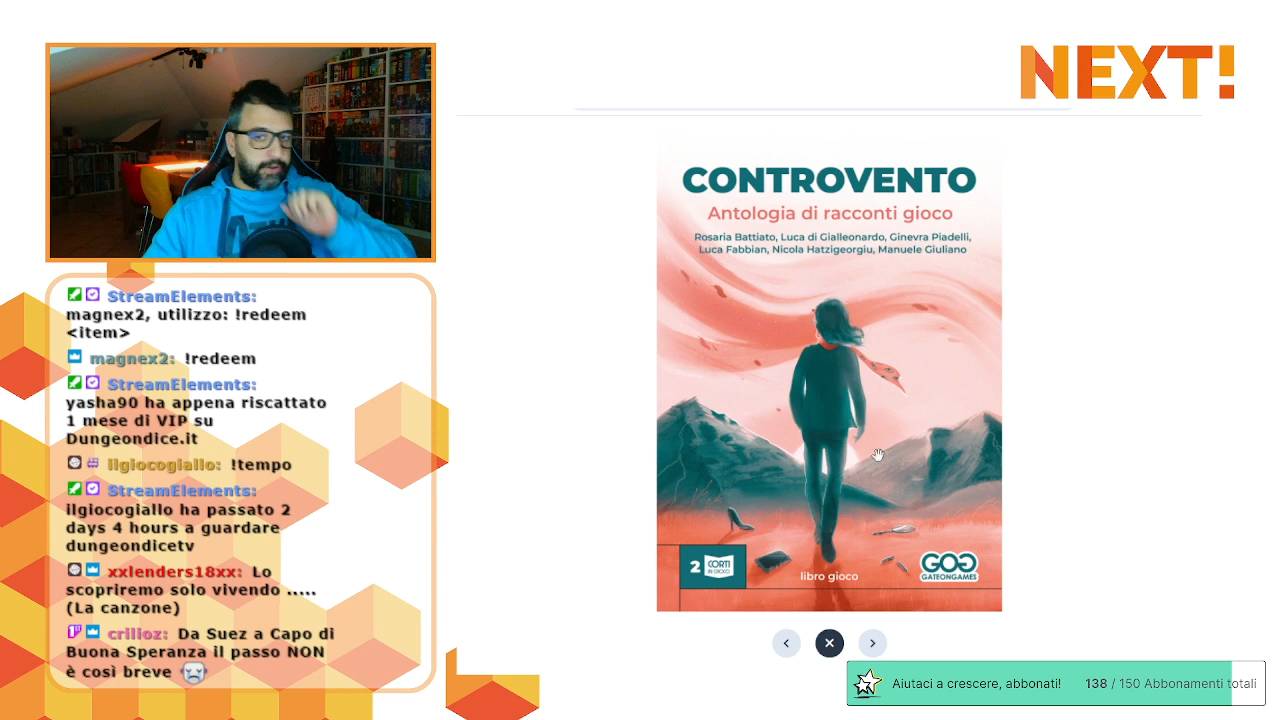 NEXT!
CONTROVENTO
Antologia di racconti gioco
Rosaria Battiato, Luca di Gialleonardo, Ginevra Piadelli,
Luca Fabbian, Nicola Hatzigeorgiu, Manuele Giuliano
2 CORTI
IN GIOCO
libro gioco
GOG
GATEONGAMES
StreamElements:
magnex2, utilizzo: !redeem
<item>
magnex2: !redeem
StreamElements:
yasha90 ha appena riscattato
1 mese di VIP su
Dungeondice.it
ilgiocogiallo: !tempo
StreamElements:
ilgiocogiallo ha passato 2
days 4 hours a guardare
dungeondicetv
xxlenders18xx: Lo
scopriremo solo vivendo .....
(La canzone)
crilioz: Da Suez a Capo di
Buona Speranza il passo NON
è così breve
Aiutaci a crescere, abbonati! 138 / 150 Abbonamenti totali